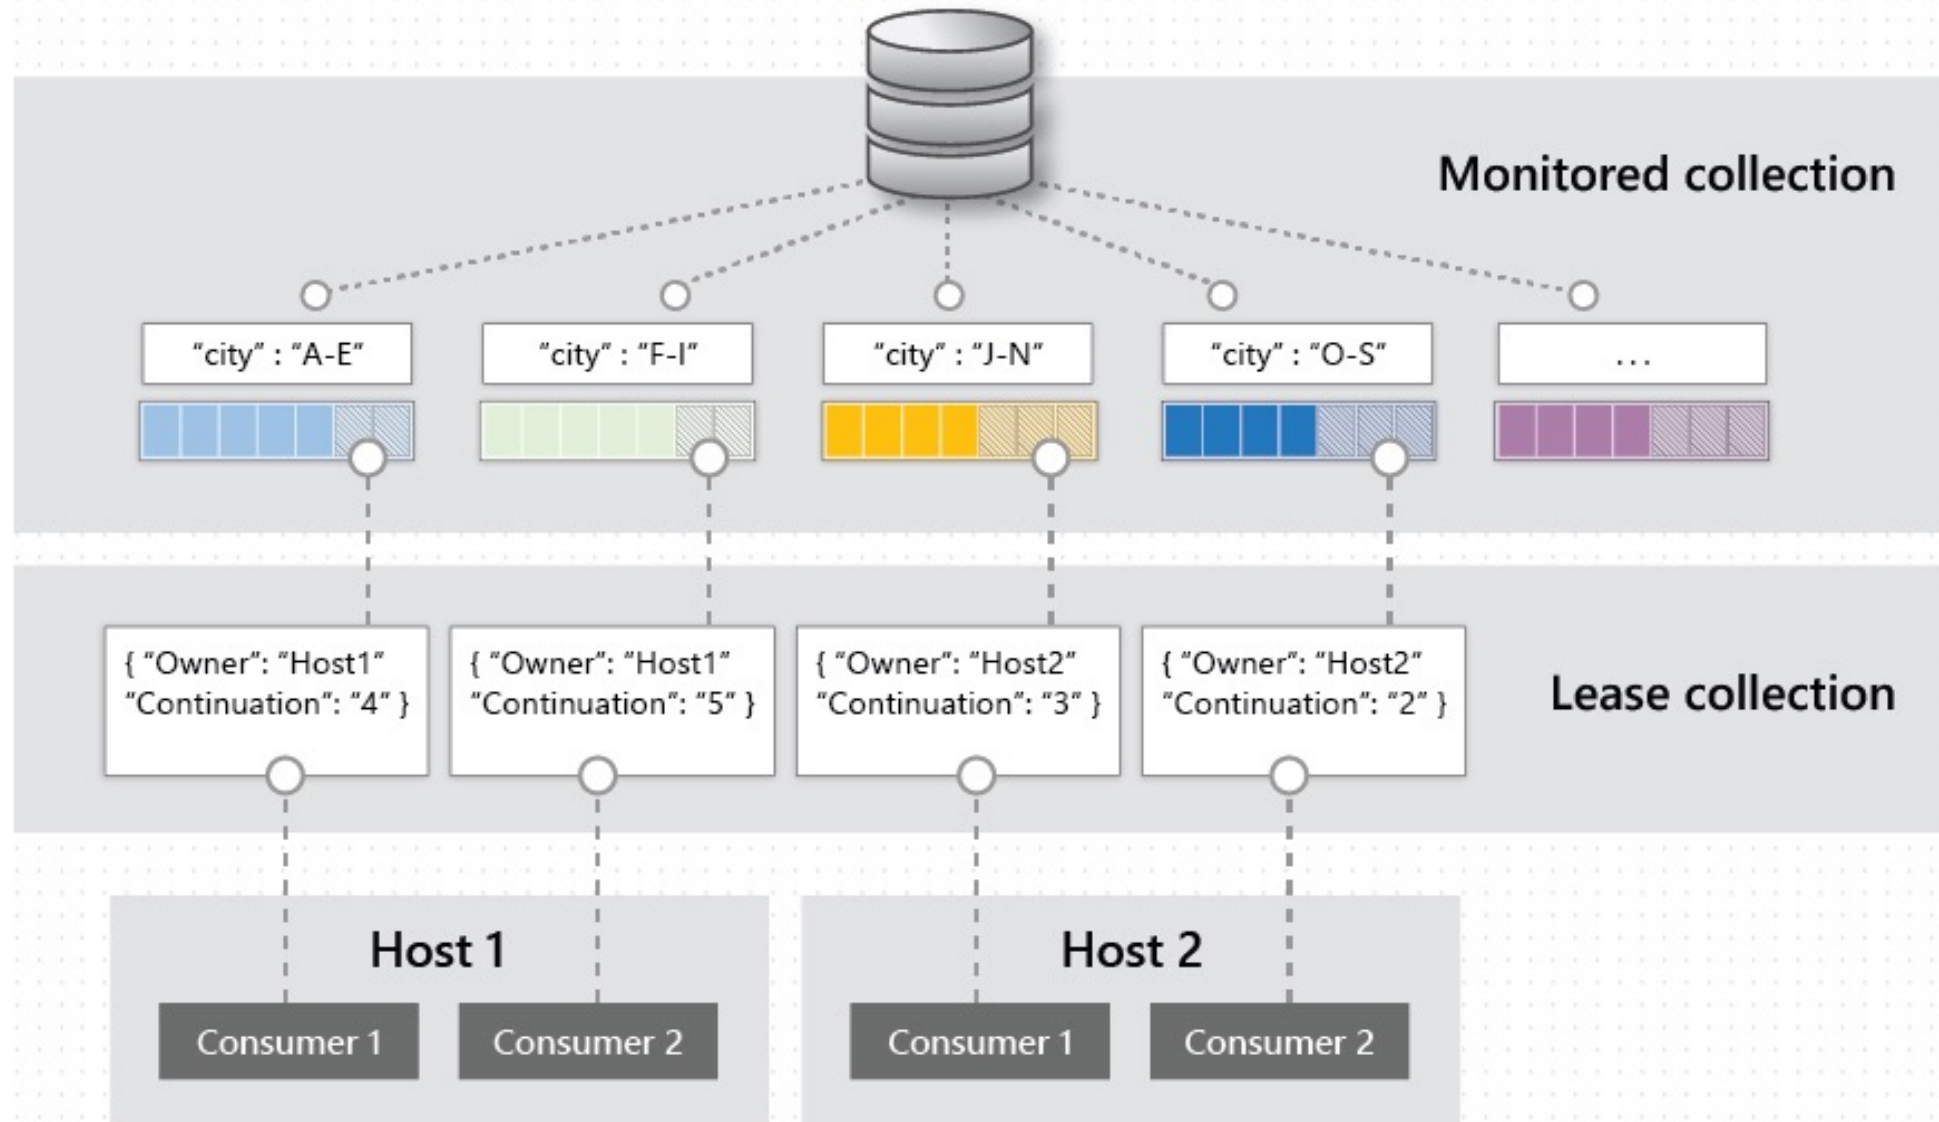 Monitored collection
“city” : “A-E”
“city” : “F-I”
“city” : “J-N”
“city” : “O-S”
...
{ “Owner”: “Host1”
“Continuation”: “4” }
{ “Owner”: “Host1”
“Continuation”: “5” }
{ “Owner”: “Host2”
“Continuation”: “3” }
{ “Owner”: “Host2”
“Continuation”: “2” }
Lease collection
Host 1
Consumer 1
Consumer 2
Host 2
Consumer 1
Consumer 2